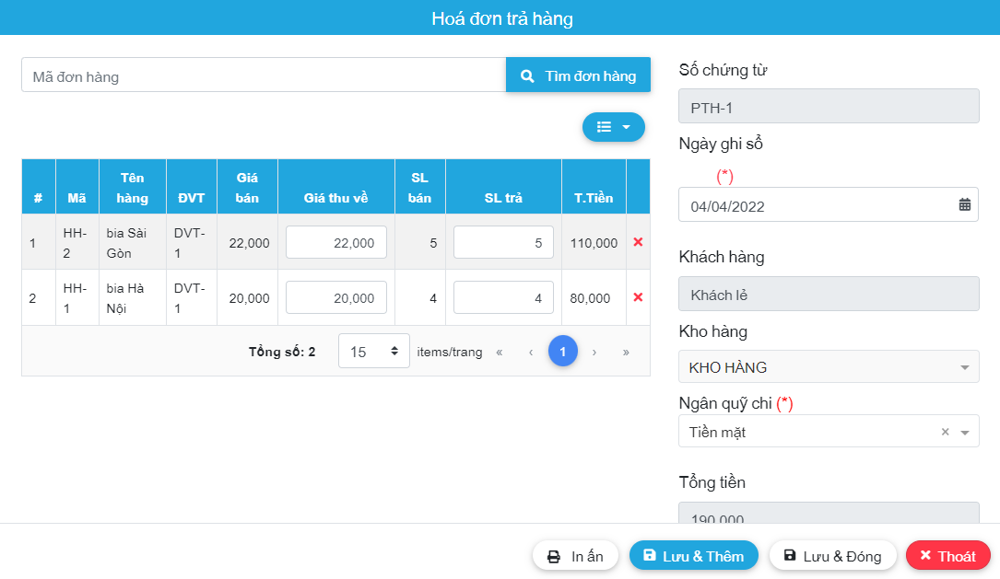 Hoá đơn trả hàng
Mã đơn hàng
Tìm đơn hàng
# Mã Tên hàng ĐVT Giá bán Giá thu về SL bán SL trả T.Tiền
1 HH-2 bia Sài Gòn DVT-1 22,000 22,000 5 5 110,000
2 HH-1 bia Hà Nội DVT-1 20,000 20,000 4 4 80,000
Tổng số: 2 15 items/trang « ‹ 1 › »
Số chứng từ
PTH-1
Ngày ghi sổ
(*)
04/04/2022
Khách hàng
Khách lẻ
Kho hàng
KHO HÀNG
Ngân quỹ chi (*)
Tiền mặt ×
Tổng tiền
190,000
In ấn Lưu & Thêm Lưu & Đóng Thoát